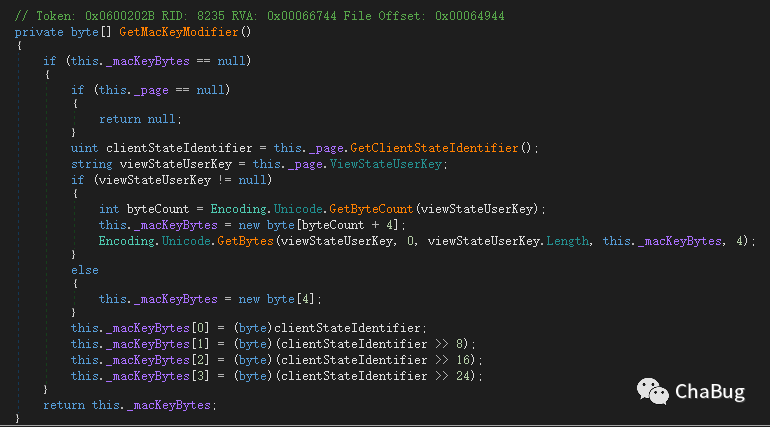 // Token: 0x0600202B RID: 8235 RVA: 0x00066744 File Offset: 0x00064944
private byte[] GetMacKeyModifier()
{
if (this._macKeyBytes == null)
{
if (this._page == null)
{
return null;
}
uint clientStateIdentifier = this._page.GetClientStateIdentifier();
string viewStateUserKey = this._page.ViewStateUserKey;
if (viewStateUserKey != null)
{
int byteCount = Encoding.Unicode.GetByteCount(viewStateUserKey);
this._macKeyBytes = new byte[byteCount + 4];
Encoding.Unicode.GetBytes(viewStateUserKey, 0, viewStateUserKey.Length, this._macKeyBytes, 4);
}
else
{
this._macKeyBytes = new byte[4];
}
this._macKeyBytes[0] = (byte)clientStateIdentifier;
this._macKeyBytes[1] = (byte)(clientStateIdentifier >> 8);
this._macKeyBytes[2] = (byte)(clientStateIdentifier >> 16);
this._macKeyBytes[3] = (byte)(clientStateIdentifier >> 24);
}
return this._macKeyBytes;
}
ChaBug